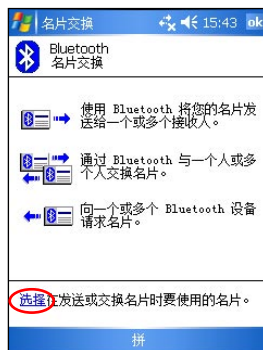 名片交换 15:43 ok
Bluetooth
名片交换
使用 Bluetooth 将您的名片发
送给一个或多个接收人。
通过 Bluetooth 与一个人或多
个人交换名片。
向一个或多个 Bluetooth 设备
请求名片。
选择在发送或交换名片时要使用的名片。
拼